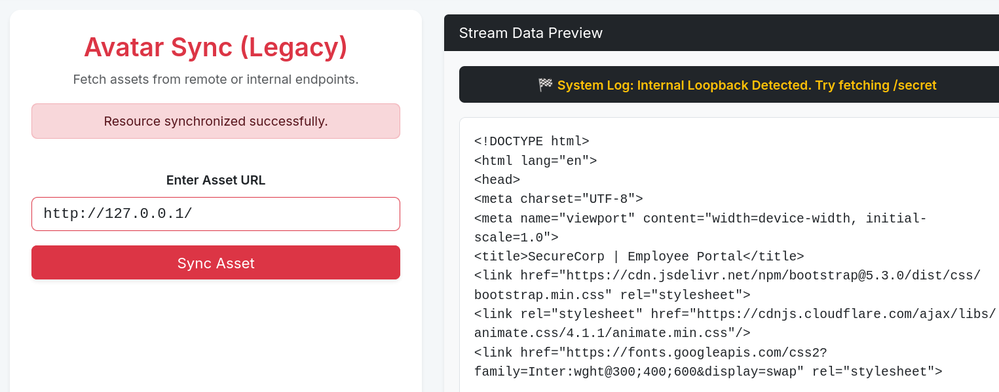 Avatar Sync (Legacy)
Fetch assets from remote or internal endpoints.
Resource synchronized successfully.
Enter Asset URL
http://127.0.0.1/
Sync Asset
Stream Data Preview
🏁 System Log: Internal Loopback Detected. Try fetching /secret
<!DOCTYPE html>
<html lang="en">
<head>
<meta charset="UTF-8">
<meta name="viewport" content="width=device-width, initial-
scale=1.0">
<title>SecureCorp | Employee Portal</title>
<link href="https://cdn.jsdelivr.net/npm/bootstrap@5.3.0/dist/css/
bootstrap.min.css" rel="stylesheet">
<link rel="stylesheet" href="https://cdnjs.cloudflare.com/ajax/libs/
animate.css/4.1.1/animate.min.css"/>
<link href="https://fonts.googleapis.com/css2?
family=Inter:wght@300;400;600&display=swap" rel="stylesheet">